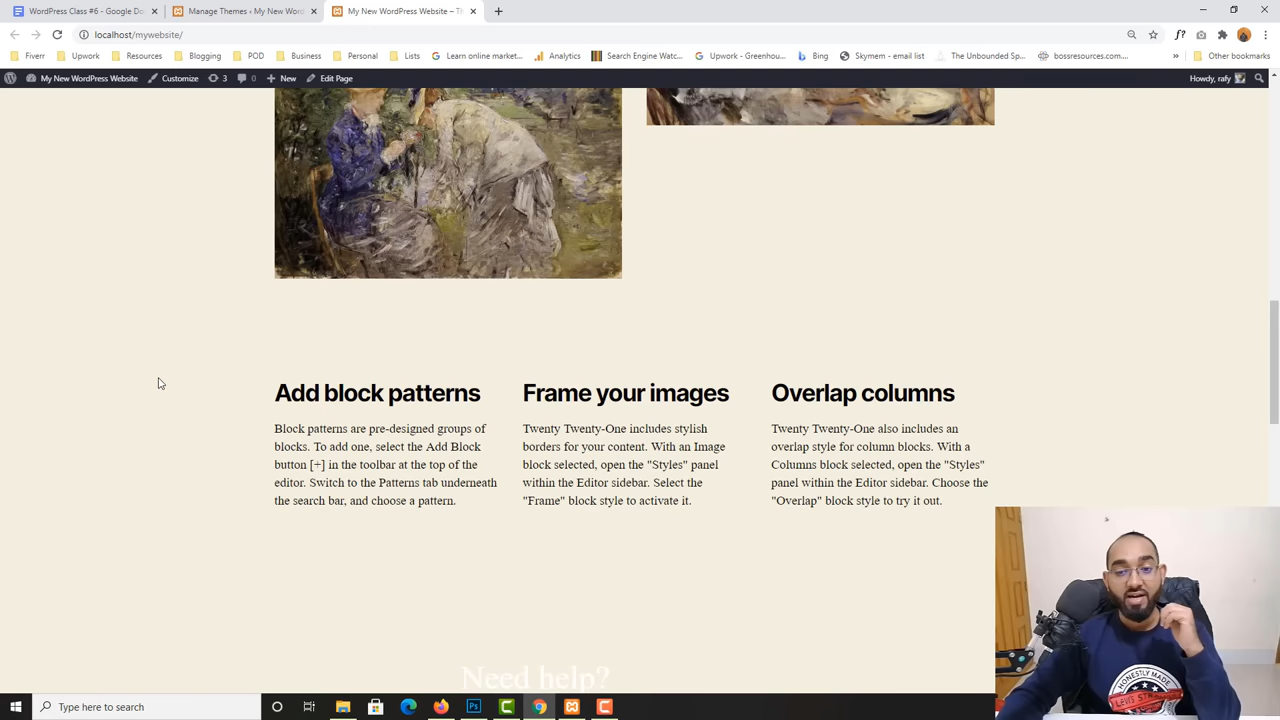 WordPress Class #6 - Google Do
Manage Themes ‹ My New Word
My New WordPress Website – Th
localhost/mywebsite/
Fiverr
Upwork
Resources
Blogging
POD
Business
Personal
Lists
Learn online market...
Analytics
Search Engine Watc...
Upwork - Greenhou...
Bing
Skymem - email list
The Unbounded Sp...
bossresources.com...
»
Other bookmarks
My New WordPress Website
Customize
3
0
New
Edit Page
Howdy, rafy
Add block patterns
Block patterns are pre-designed groups of
blocks. To add one, select the Add Block
button [+] in the toolbar at the top of the
editor. Switch to the Patterns tab underneath
the search bar, and choose a pattern.
Frame your images
Twenty Twenty-One includes stylish
borders for your content. With an Image
block selected, open the "Styles" panel
within the Editor sidebar. Select the
"Frame" block style to activate it.
Overlap columns
Twenty Twenty-One also includes an
overlap style for column blocks. With a
Columns block selected, open the "Styles"
panel within the Editor sidebar. Choose the
"Overlap" block style to try it out.
Need help?
HONESTLY MADE
Type here to search